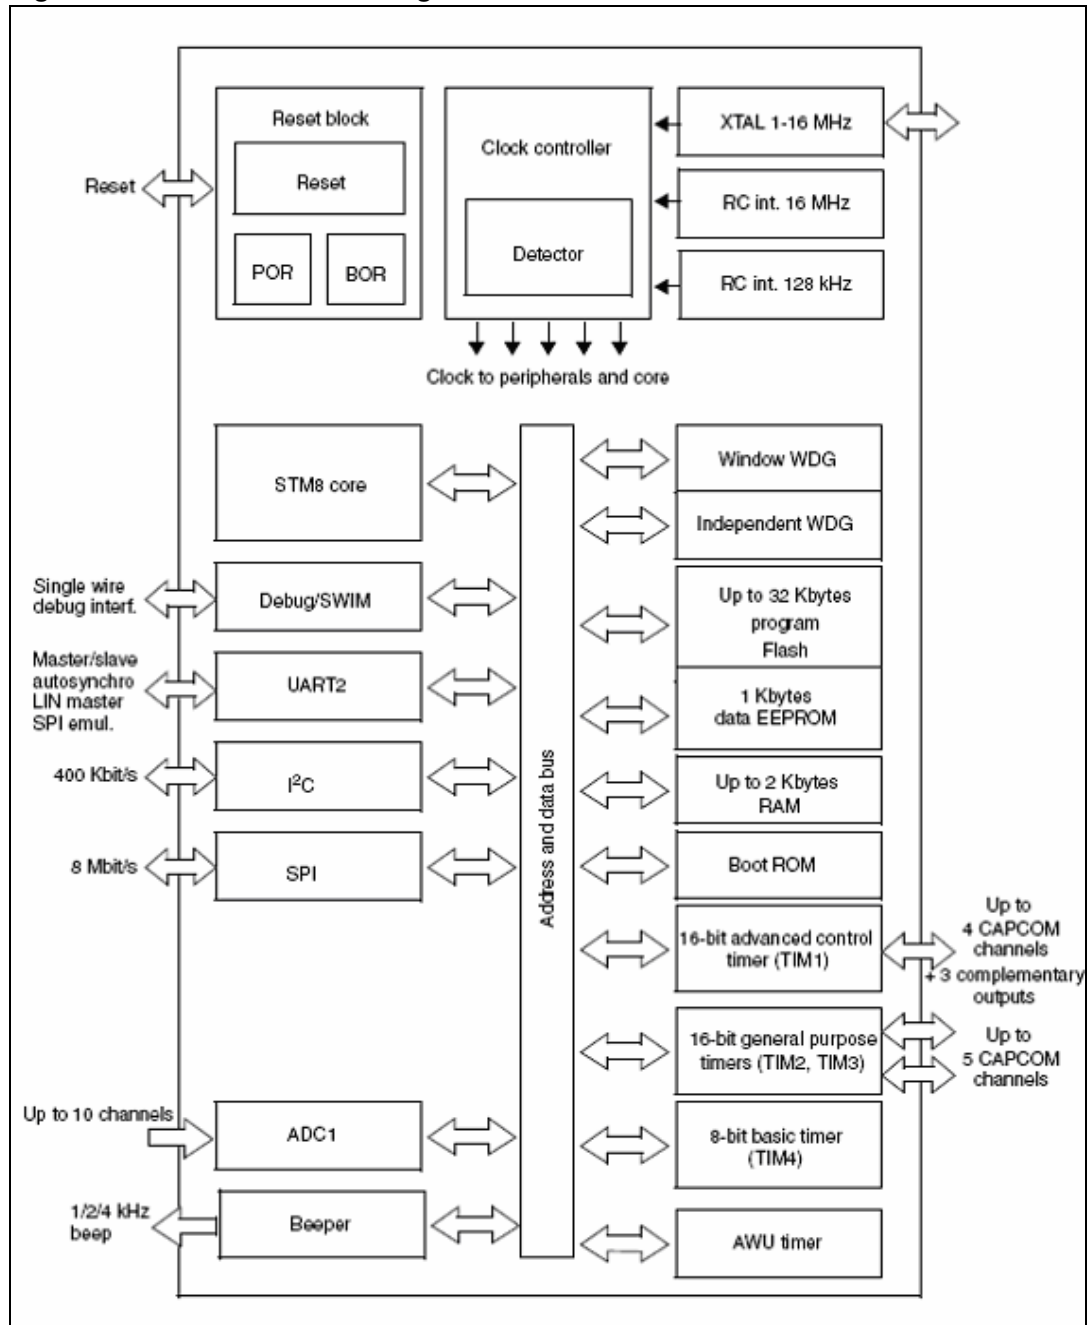 Reset block
Reset
POR
BOR
Reset
Clock controller
Detector
XTAL 1-16 MHz
RC int. 16 MHz
RC int. 128 kHz
Clock to peripherals and core
STM8 core
Single wire
debug interf.
Debug/SWIM
Master/slave
autosynchro
LIN master
SPI emul.
UART2
400 Kbit/s
I²C
8 Mbit/s
SPI
Up to 10 channels
ADC1
1/2/4 kHz
beep
Beeper
Address and data bus
Window WDG
Independent WDG
Up to 32 Kbytes
program
Flash
1 Kbytes
data EEPROM
Up to 2 Kbytes
RAM
Boot ROM
16-bit advanced control
timer (TIM1)
Up to
4 CAPCOM
channels
+ 3 complementary
outputs
16-bit general purpose
timers (TIM2, TIM3)
Up to
5 CAPCOM
channels
8-bit basic timer
(TIM4)
AWU timer